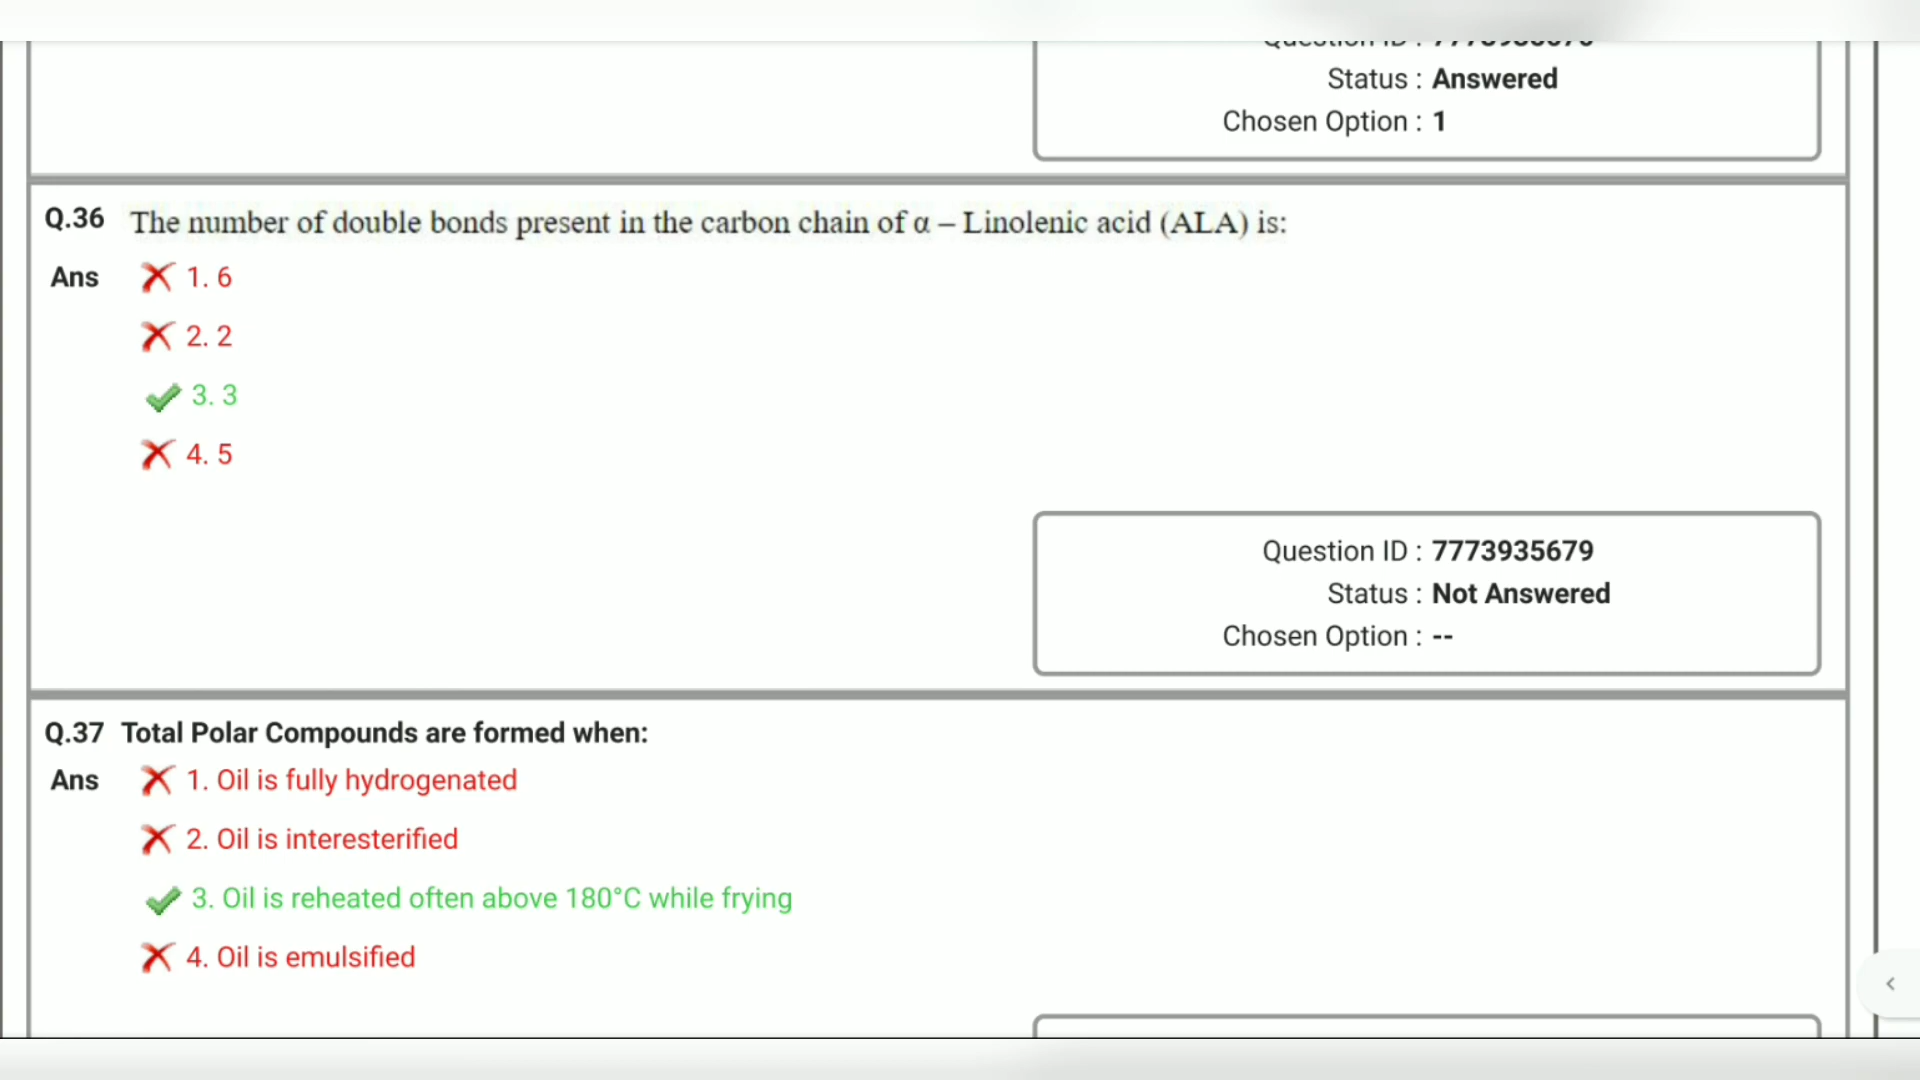 Status : Answered
Chosen Option : 1
Q.36 The number of double bonds present in the carbon chain of α – Linolenic acid (ALA) is:
Ans 1. 6
2. 2
3. 3
4. 5
Question ID : 7773935679
Status : Not Answered
Chosen Option : --
Q.37 Total Polar Compounds are formed when:
Ans 1. Oil is fully hydrogenated
2. Oil is interesterified
3. Oil is reheated often above 180°C while frying
4. Oil is emulsified